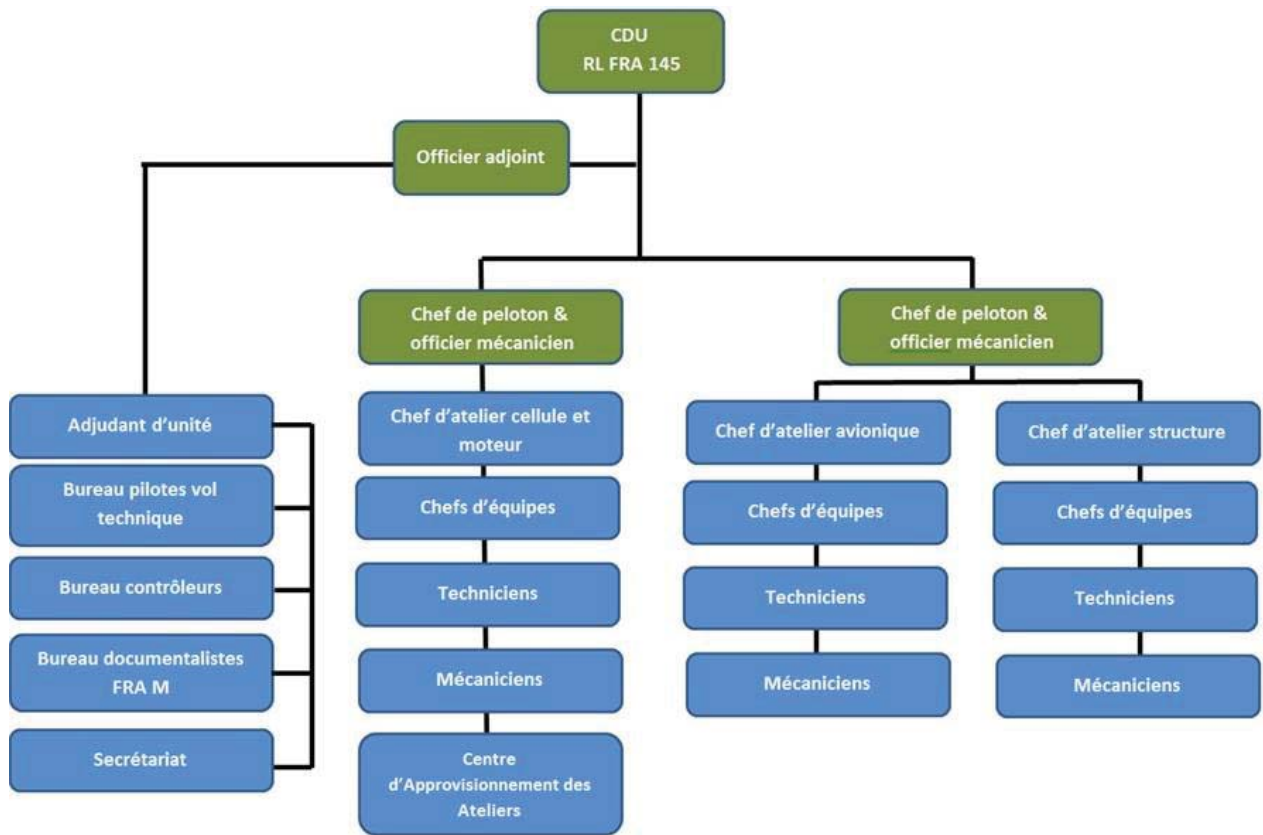 CDU
RL FRA 145
Officier adjoint
Chef de peloton &
officier mécanicien
Chef de peloton &
officier mécanicien
Adjudant d'unité
Bureau pilotes vol
technique
Bureau contrôleurs
Bureau documentalistes
FRA M
Secrétariat
Chef d'atelier cellule et
moteur
Chefs d'équipes
Techniciens
Mécaniciens
Centre
d'Approvisionnement des
Ateliers
Chef d'atelier avionique
Chefs d'équipes
Techniciens
Mécaniciens
Chef d'atelier structure
Chefs d'équipes
Techniciens
Mécaniciens